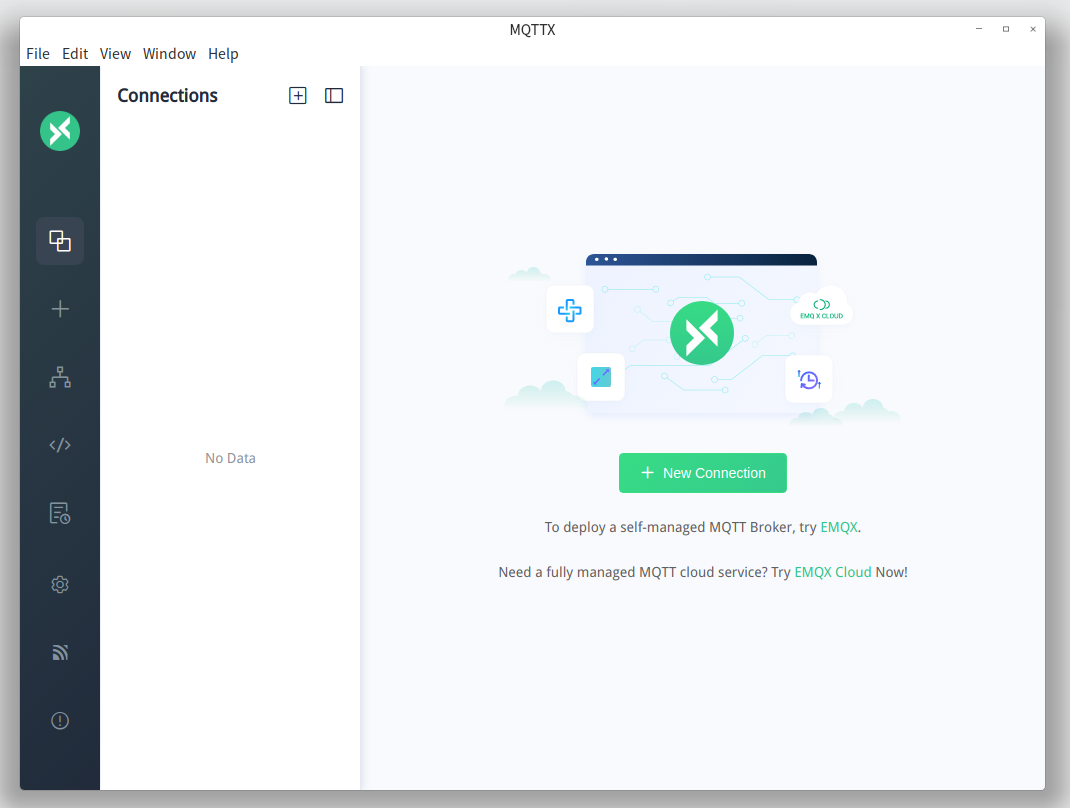 MQTTX
File Edit View Window Help
Connections
No Data
EMQ X CLOUD
New Connection
To deploy a self-managed MQTT Broker, try EMQX.
Need a fully managed MQTT cloud service? Try EMQX Cloud Now!